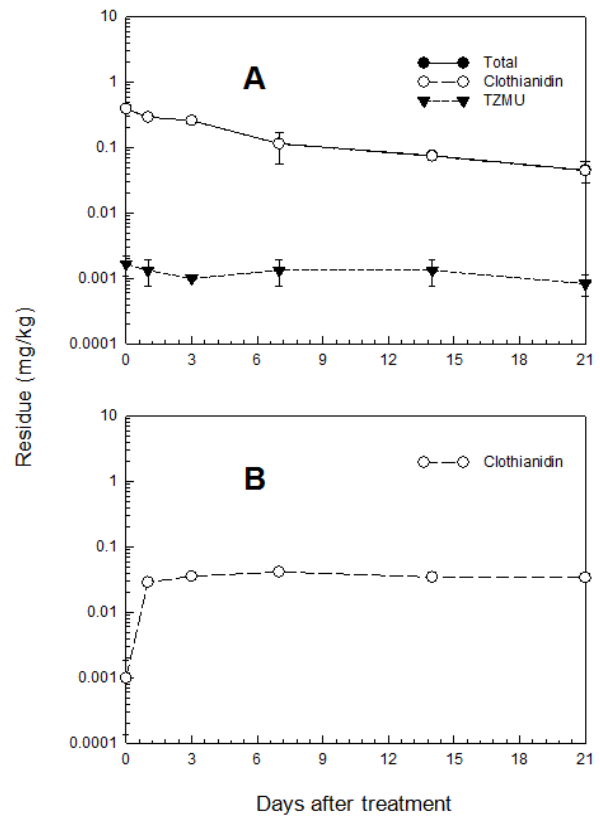 10
A
Total
1
Clothianidin
TZMU
0.1
0.01
0.001
0.0001
0 3 6 9 12 15 18 21
Residue (mg/kg)
10
B
Clothianidin
1
0.1
0.01
0.001
0.0001
0 3 6 9 12 15 18 21
Days after treatment